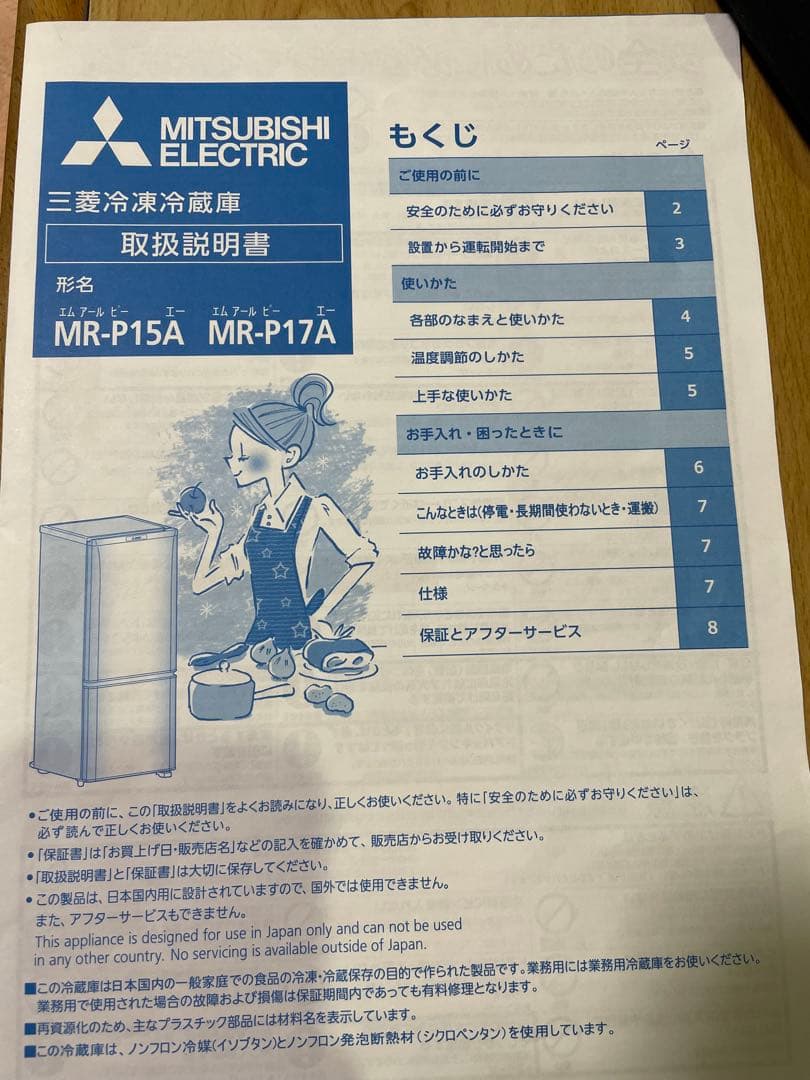 MITSUBISHI
ELECTRIC
三菱冷凍冷蔵庫
取扱説明書
形名
エム アール ピー エー エム アール ピー エー
MR-P15A MR-P17A
もくじ
ページ
ご使用の前に
安全のために必ずお守りください 2
設置から運転開始まで 3
使いかた
各部のなまえと使いかた 4
温度調節のしかた 5
上手な使いかた 5
お手入れ・困ったときに
お手入れのしかた 6
こんなときは(停電・長期間使わないとき・運搬) 7
故障かな?と思ったら 7
仕様 7
保証とアフターサービス 8
●ご使用の前に、この「取扱説明書」をよくお読みになり、正しくお使いください。特に「安全のために必ずお守りください」は、
必ず読んで正しくお使いください。
●「保証書」は「お買上げ日・販売店名」などの記入を確かめて、販売店からお受け取りください。
●「取扱説明書」と「保証書」は大切に保存してください。
●この製品は、日本国内用に設計されていますので、国外では使用できません。
また、アフターサービスもできません。
This appliance is designed for use in Japan only and can not be used
in any other country. No servicing is available outside of Japan.
■この冷蔵庫は日本国内の一般家庭での食品の冷凍・冷蔵保存の目的で作られた製品です。業務用には業務用冷蔵庫をお使いください。
業務用で使用された場合の故障および損傷は保証期間内であっても有料修理となります。
■再資源化のため、主なプラスチック部品には材料名を表示しています。
■この冷蔵庫は、ノンフロン冷媒(イソブタン)とノンフロン発泡断熱材(シクロペンタン)を使用しています。